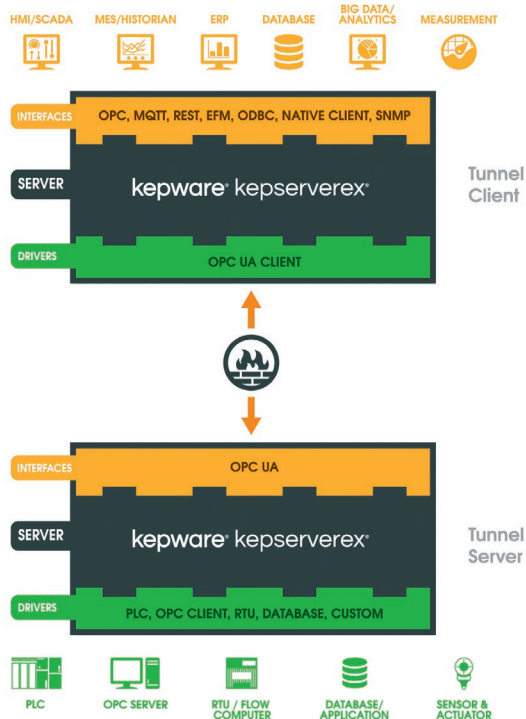 HMI/SCADA
MES/HISTORIAN
ERP
DATABASE
BIG DATA/
ANALYTICS
MEASUREMENT
INTERFACES
OPC, MQTT, REST, EFM, ODBC, NATIVE CLIENT, SNMP
SERVER
kepware® kepserverex®
Tunnel
Client
DRIVERS
OPC UA CLIENT
INTERFACES
OPC UA
SERVER
kepware® kepserverex®
Tunnel
Server
DRIVERS
PLC, OPC CLIENT, RTU, DATABASE, CUSTOM
PLC
OPC SERVER
RTU / FLOW
COMPUTER
DATABASE/
APPLICATION
SENSOR &
ACTUATOR